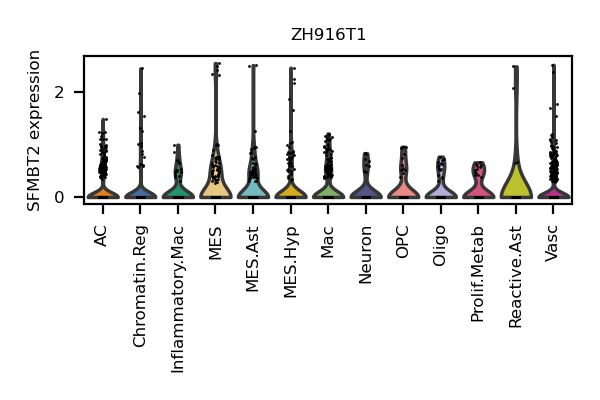 ZH916T1
SFMBT2 expression
2
0
AC
Chromatin.Reg
Inflammatory.Mac
MES
MES.Ast
MES.Hyp
Mac
Neuron
OPC
Oligo
Prolif.Metab
Reactive.Ast
Vasc